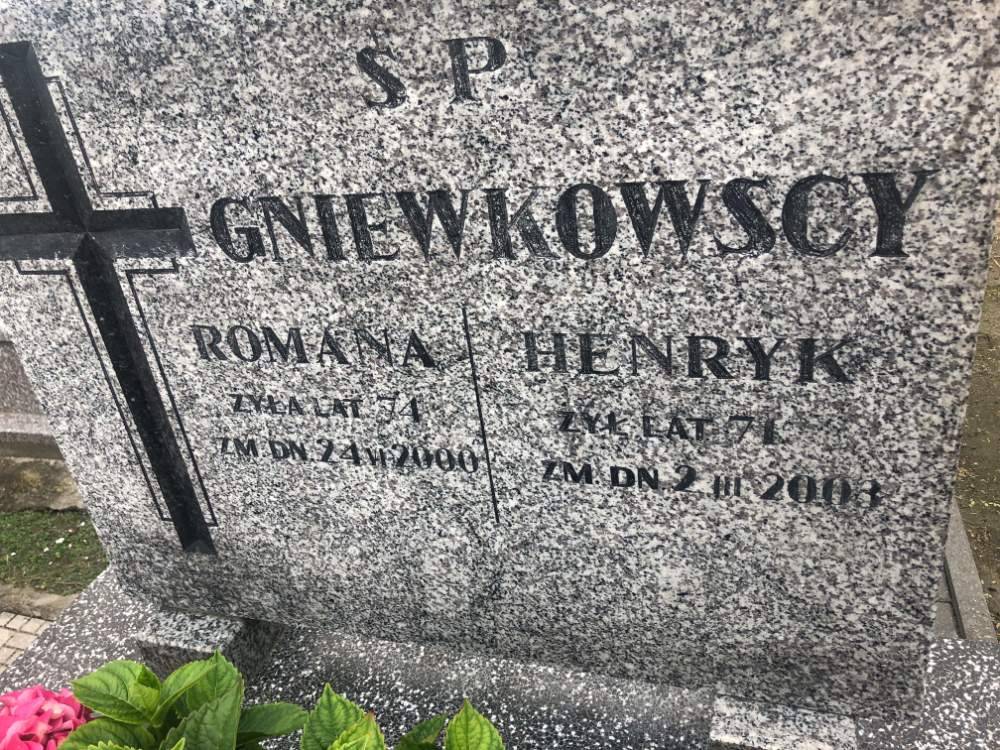 Ś P
GNIEWKOWSCY
ROMANA
ŻYŁA LAT 74
ZM DN. 24 VI 2000
HENRYK
ŻYŁ LAT 71
ZM DN. 2 III 2003